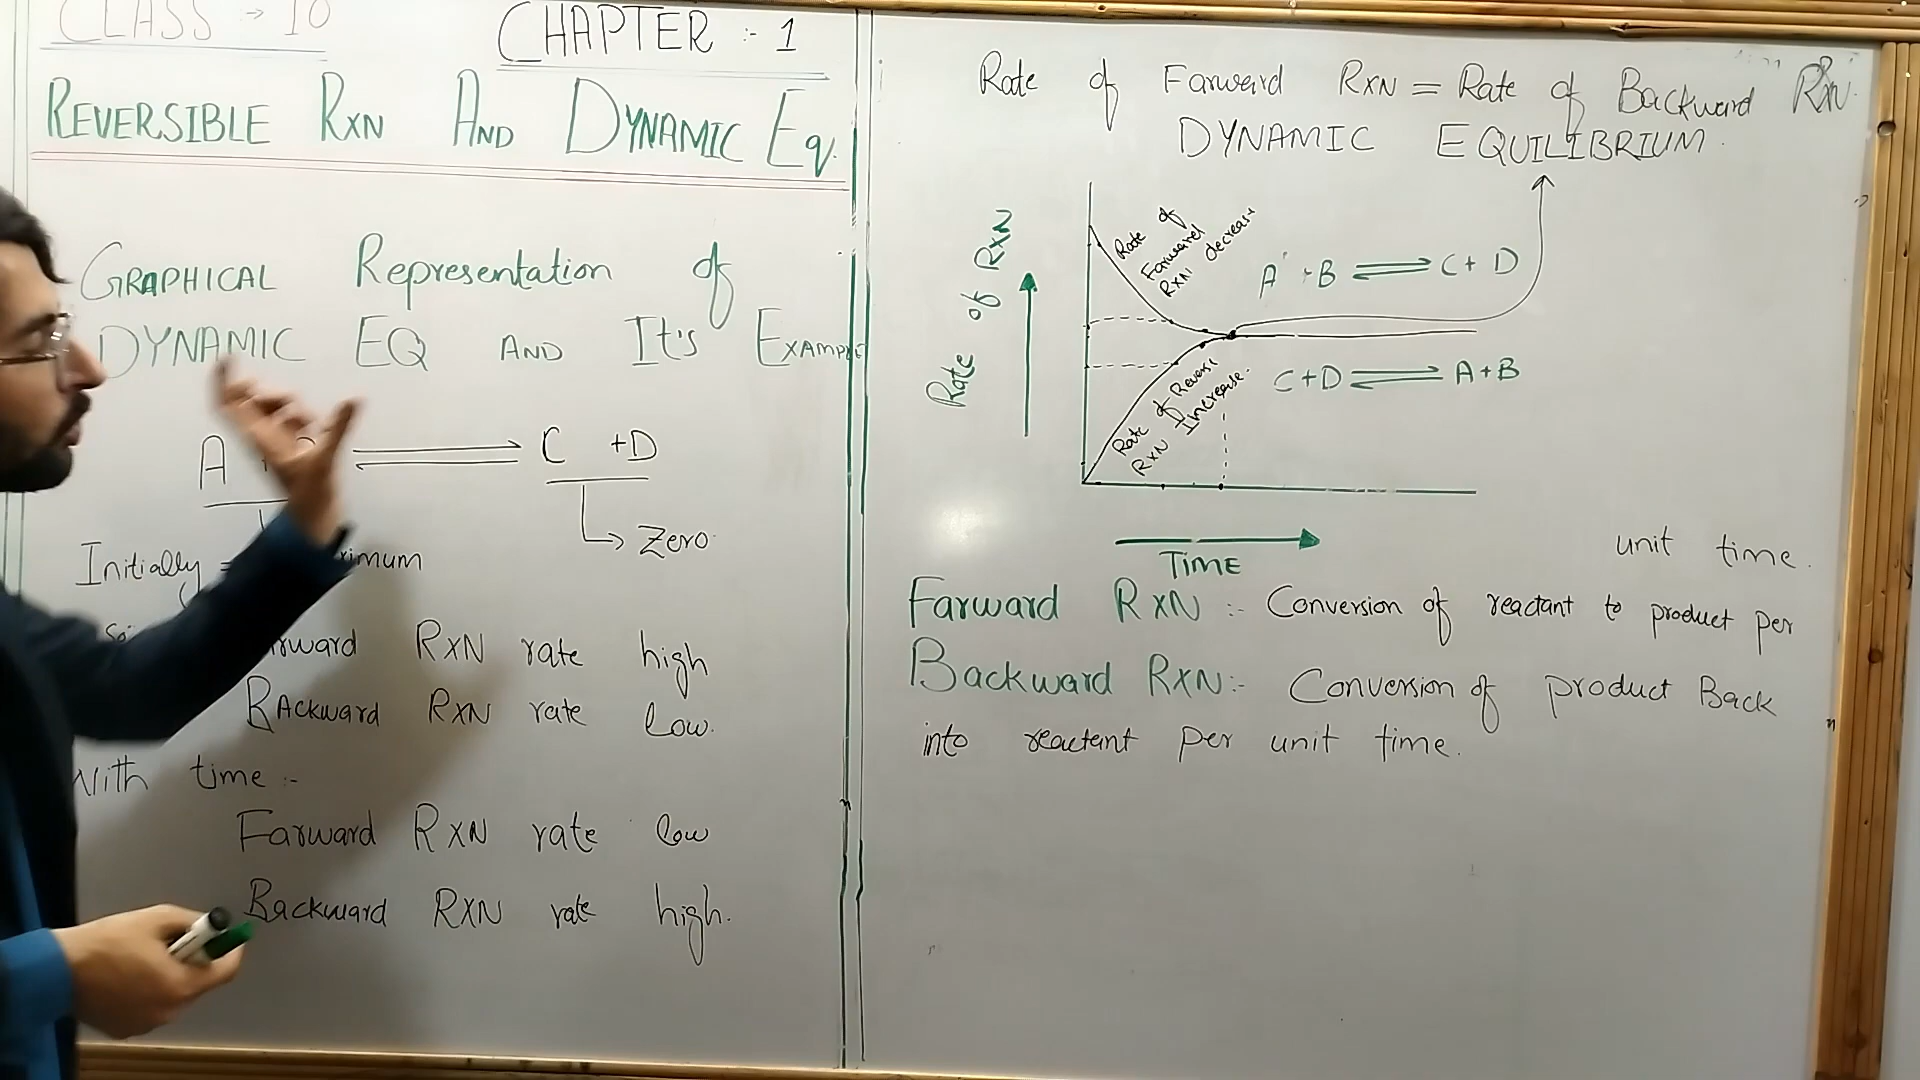 CLASS :- 10
CHAPTER :- 1
REVERSIBLE RXN AND DYNAMIC Eq.
GRAPHICAL Representation of
DYNAMIC EQ AND It's EXAMPLE
A ⇌ C + D
Zero.
Initially =
Farward RXN rate high
BAckward RXN rate low.
With time :-
Farward RXN rate low
Backward RXN rate high.
Rate of Farward RXN = Rate of Backward RXN.
DYNAMIC EQUILIBRIUM.
Rate of RXN
Rate of
Farward
RXN decrease
A + B ⇌ C + D
C + D ⇌ A + B
Rate of Revers
RXN Increase.
TIME
unit time.
Farward RXN :- Conversion of reactant to product per
Backward RXN :- Conversion of product Back
into reactant per unit time.